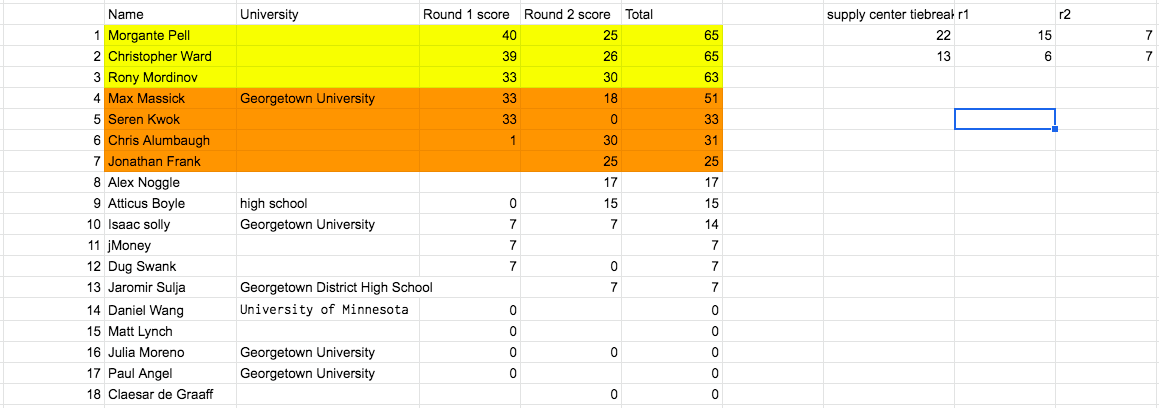 Name University Round 1 score Round 2 score Total supply center tiebreak r1 r2
1 Morgante Pell 40 25 65 22 15 7
2 Christopher Ward 39 26 65 13 6 7
3 Rony Mordinov 33 30 63
4 Max Massick Georgetown University 33 18 51
5 Seren Kwok 33 0 33
6 Chris Alumbaugh 1 30 31
7 Jonathan Frank 25 25
8 Alex Noggle 17 17
9 Atticus Boyle high school 0 15 15
10 Isaac solly Georgetown University 7 7 14
11 jMoney 7 7
12 Dug Swank 7 0 7
13 Jaromir Sulja Georgetown District High School 7 7
14 Daniel Wang University of Minnesota 0 0
15 Matt Lynch 0 0
16 Julia Moreno Georgetown University 0 0 0
17 Paul Angel Georgetown University 0 0
18 Claesar de Graaff 0 0